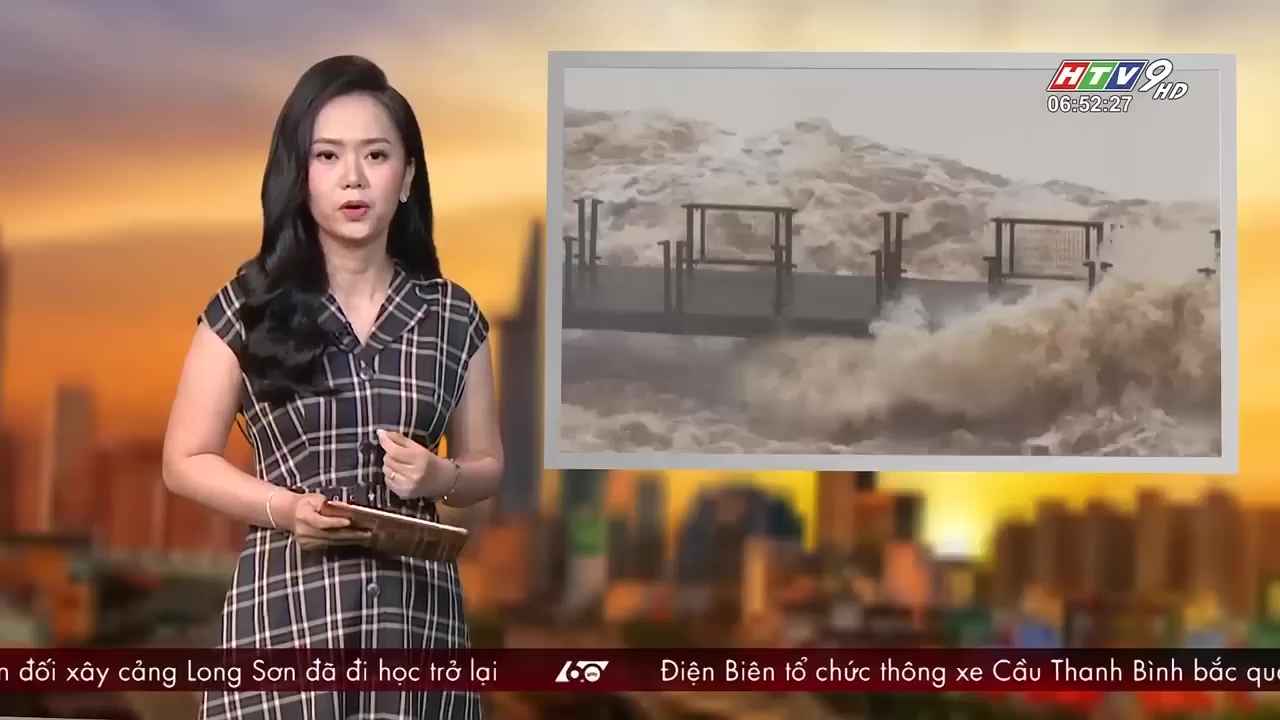 HTV9
HD
06:52:27
đối xây cảng Long Sơn đã đi học trở lại
60
Điện Biên tổ chức thông xe Cầu Thanh Bình bắc